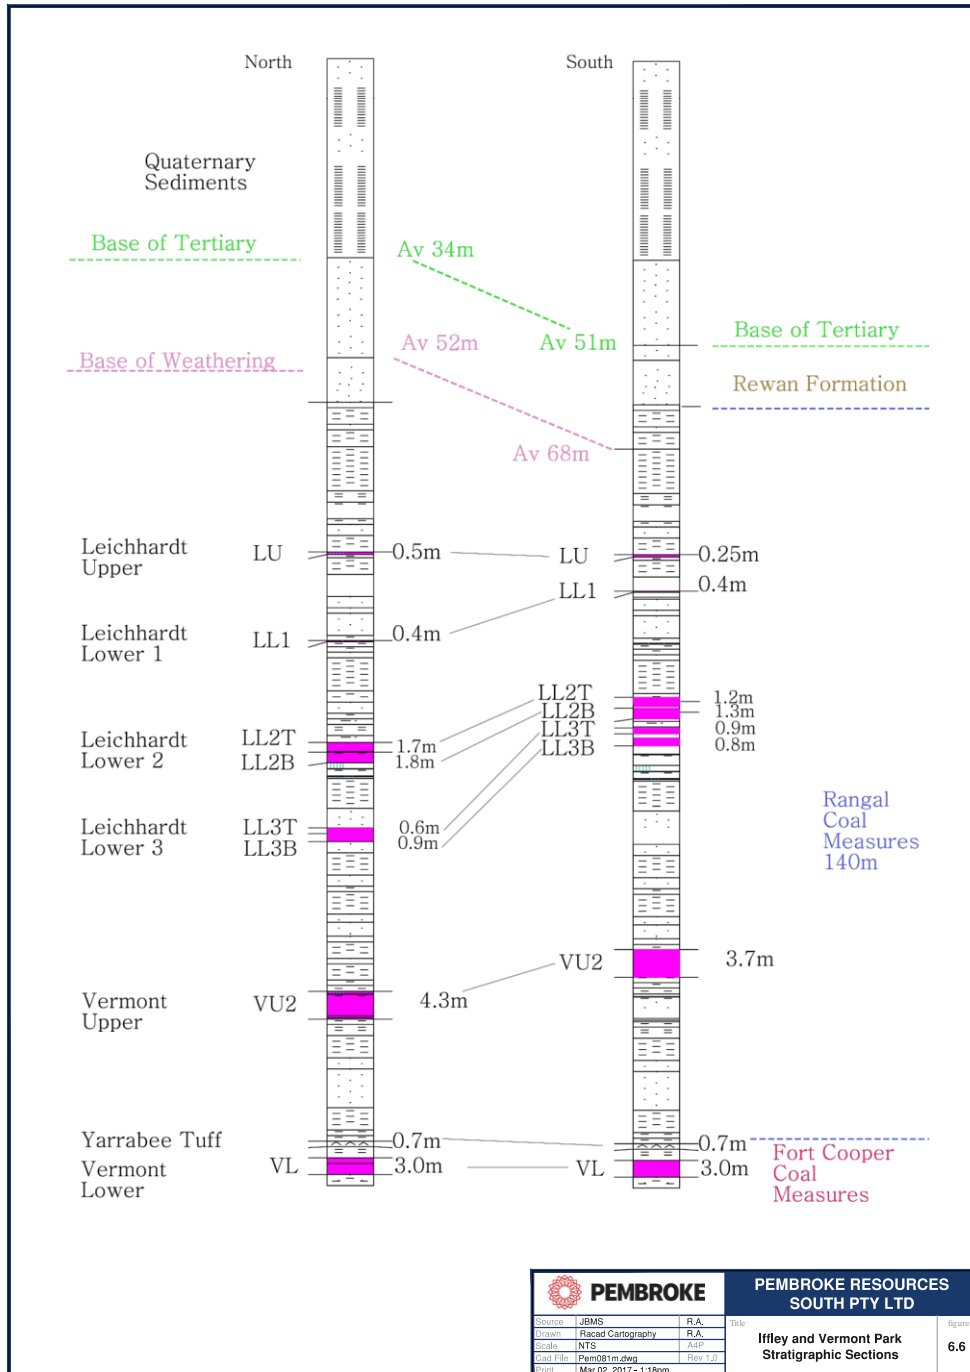 North
South
Quaternary
Sediments
Base of Tertiary
Av 34m
Av 51m
Base of Tertiary
Av 52m
Base of Weathering
Rewan Formation
Av 68m
Leichhardt
Upper
LU
0.5m
LU
0.25m
LL1
0.4m
Leichhardt
Lower 1
LL1
0.4m
LL2T
1.2m
LL2B
1.3m
LL3T
0.9m
LL3B
0.8m
Leichhardt
Lower 2
LL2T
1.7m
LL2B
1.8m
Rangal
Coal
Measures
140m
Leichhardt
Lower 3
LL3T
0.6m
LL3B
0.9m
VU2
3.7m
Vermont
Upper
VU2
4.3m
Yarrabee Tuff
0.7m
0.7m
Vermont
Lower
VL
3.0m
VL
3.0m
Fort Cooper
Coal
Measures
PEMBROKE
PEMBROKE RESOURCES
SOUTH PTY LTD
Source JBMS R.A.
Drawn Racad Cartography R.A.
Scale NTS A4P
Cad File Pem081m.dwg Rev 1.0
Print Mar 02, 2017 - 1:18pm
Title
Iffley and Vermont Park
Stratigraphic Sections
figure
6.6